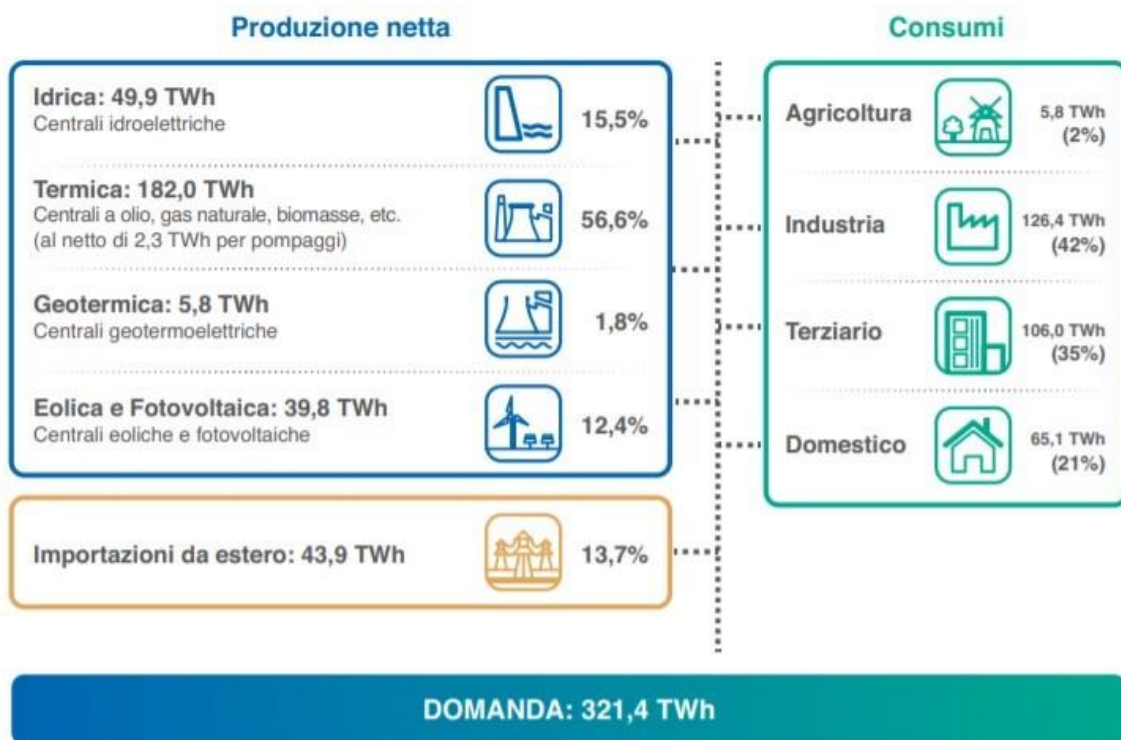 Produzione netta
Idrica: 49,9 TWh
Centrali idroelettriche
15,5%
Termica: 182,0 TWh
Centrali a olio, gas naturale, biomasse, etc.
(al netto di 2,3 TWh per pompaggi)
56,6%
Geotermica: 5,8 TWh
Centrali geotermoelettriche
1,8%
Eolica e Fotovoltaica: 39,8 TWh
Centrali eoliche e fotovoltaiche
12,4%
Importazioni da estero: 43,9 TWh
13,7%
Consumi
Agricoltura
5,8 TWh
(2%)
Industria
126,4 TWh
(42%)
Terziario
106,0 TWh
(35%)
Domestico
65,1 TWh
(21%)
DOMANDA: 321,4 TWh